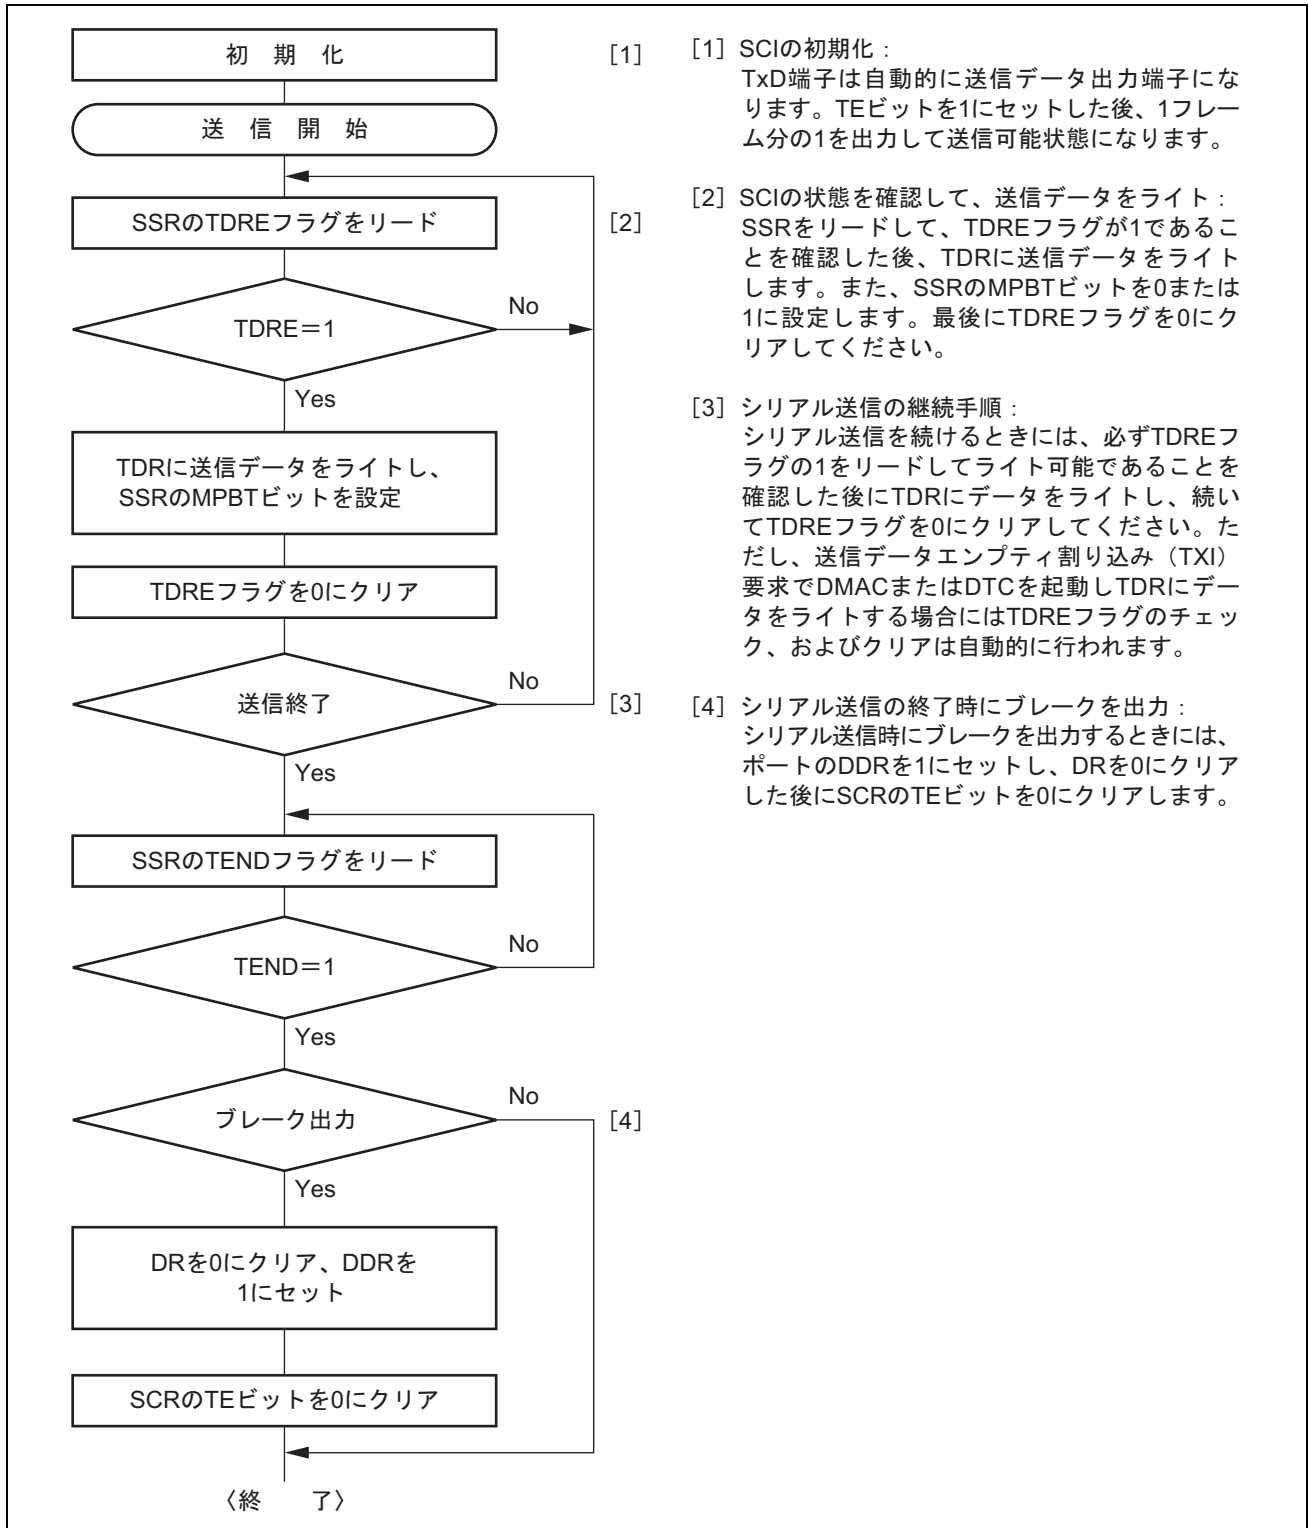 初　期　化
[1]
送　信　開　始
SSRのTDREフラグをリード
[2]
TDRE＝1
No
Yes
TDRに送信データをライトし、
SSRのMPBTビットを設定
TDREフラグを0にクリア
送信終了
No
[3]
Yes
SSRのTENDフラグをリード
TEND＝1
No
Yes
ブレーク出力
No
[4]
Yes
DRを0にクリア、DDRを
1にセット
SCRのTEビットを0にクリア
〈終　　了〉
[1] SCIの初期化：
TxD端子は自動的に送信データ出力端子にな
ります。TEビットを1にセットした後、1フレー
ム分の1を出力して送信可能状態になります。
[2] SCIの状態を確認して、送信データをライト：
SSRをリードして、TDREフラグが1であるこ
とを確認した後、TDRに送信データをライト
します。また、SSRのMPBTビットを0または
1に設定します。最後にTDREフラグを0にク
リアしてください。
[3] シリアル送信の継続手順：
シリアル送信を続けるときには、必ずTDREフ
ラグの1をリードしてライト可能であることを
確認した後にTDRにデータをライトし、続い
てTDREフラグを0にクリアしてください。た
だし、送信データエンプティ割り込み（TXI）
要求でDMACまたはDTCを起動しTDRにデー
タをライトする場合にはTDREフラグのチェッ
ク、およびクリアは自動的に行われます。
[4] シリアル送信の終了時にブレークを出力：
シリアル送信時にブレークを出力するときには、
ポートのDDRを1にセットし、DRを0にクリア
した後にSCRのTEビットを0にクリアします。